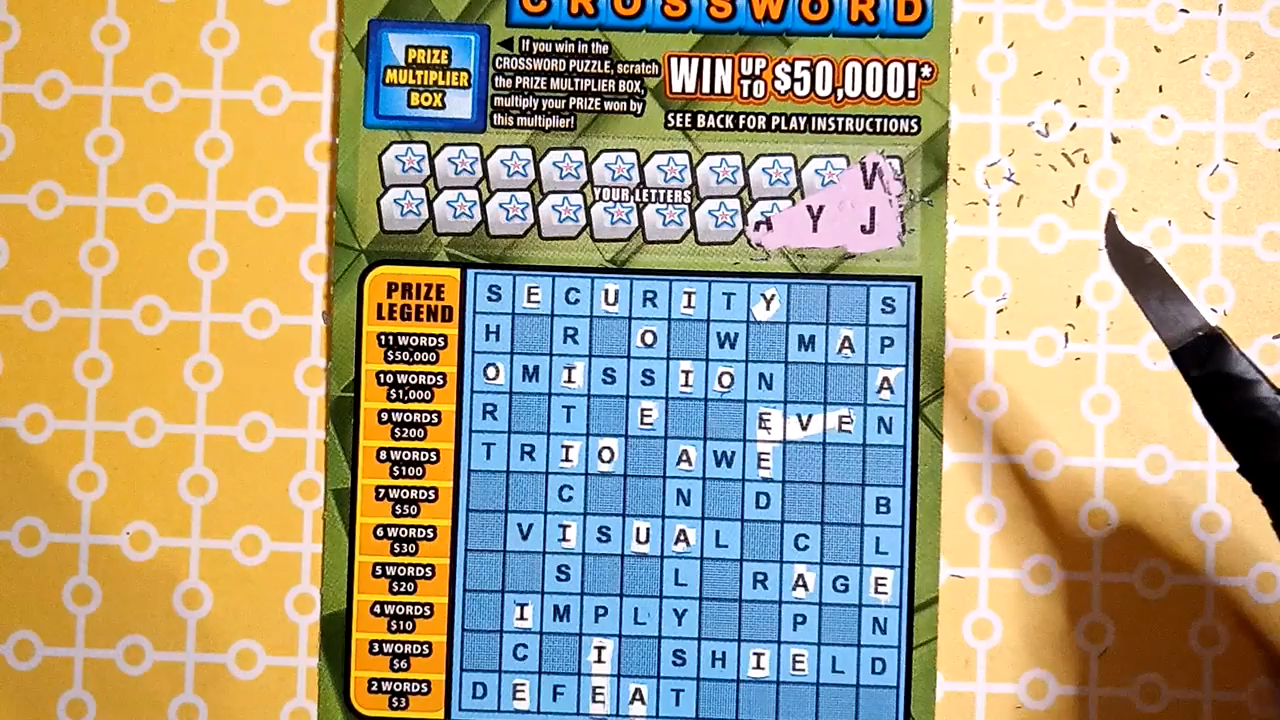 CROSSWORD
PRIZE
MULTIPLIER
BOX
If you win in the
CROSSWORD PUZZLE, scratch
the PRIZE MULTIPLIER BOX,
multiply your PRIZE won by
this multiplier!
WIN UP TO $50,000!*
SEE BACK FOR PLAY INSTRUCTIONS
W
YOUR LETTERS
A Y J
PRIZE
LEGEND
11 WORDS
$50,000
10 WORDS
$1,000
9 WORDS
$200
8 WORDS
$100
7 WORDS
$50
6 WORDS
$30
5 WORDS
$20
4 WORDS
$10
3 WORDS
$6
2 WORDS
$3
S E C U R I T Y S
H R O W M A P
O M I S S I O N A
R T E E V E N
T R I O A W E
C N D B
V I S U A L C L
S L R A G E
I M P L Y P N
C I S H I E L D
D E F E A T